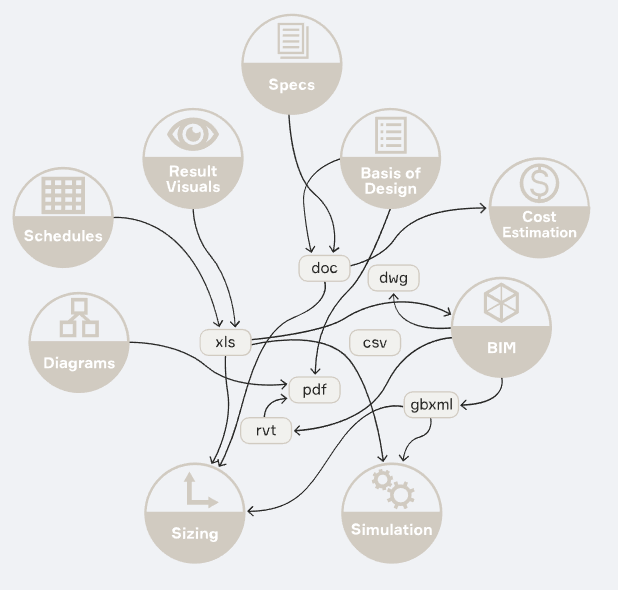 Specs
Result
Visuals
Basis of
Design
Schedules
Cost
Estimation
doc
dwg
xls
csv
BIM
Diagrams
pdf
gbxml
rvt
Sizing
Simulation